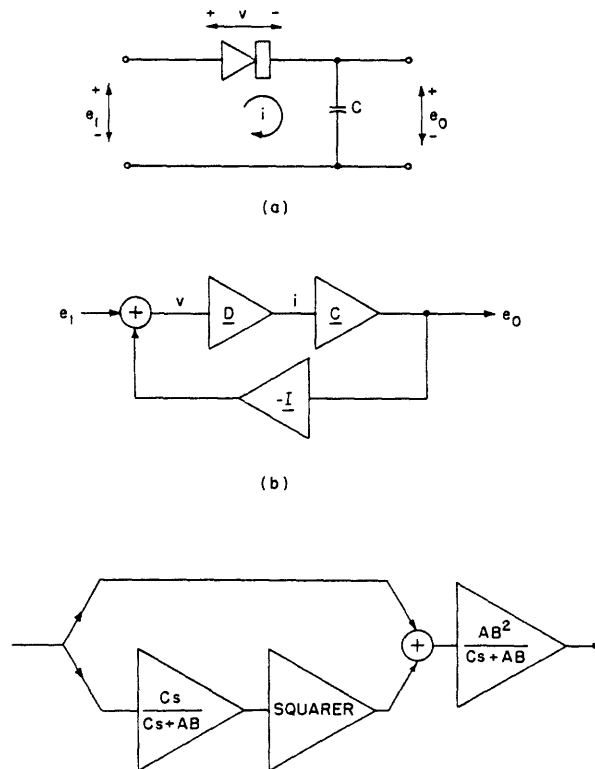 + v -
+ e₁ -
i
C
+ e₀ -
(a)
e₁
+
v
D
i
C
e₀
-I
(b)
+
Cs
Cs + AB
SQUARER
AB²
Cs + AB